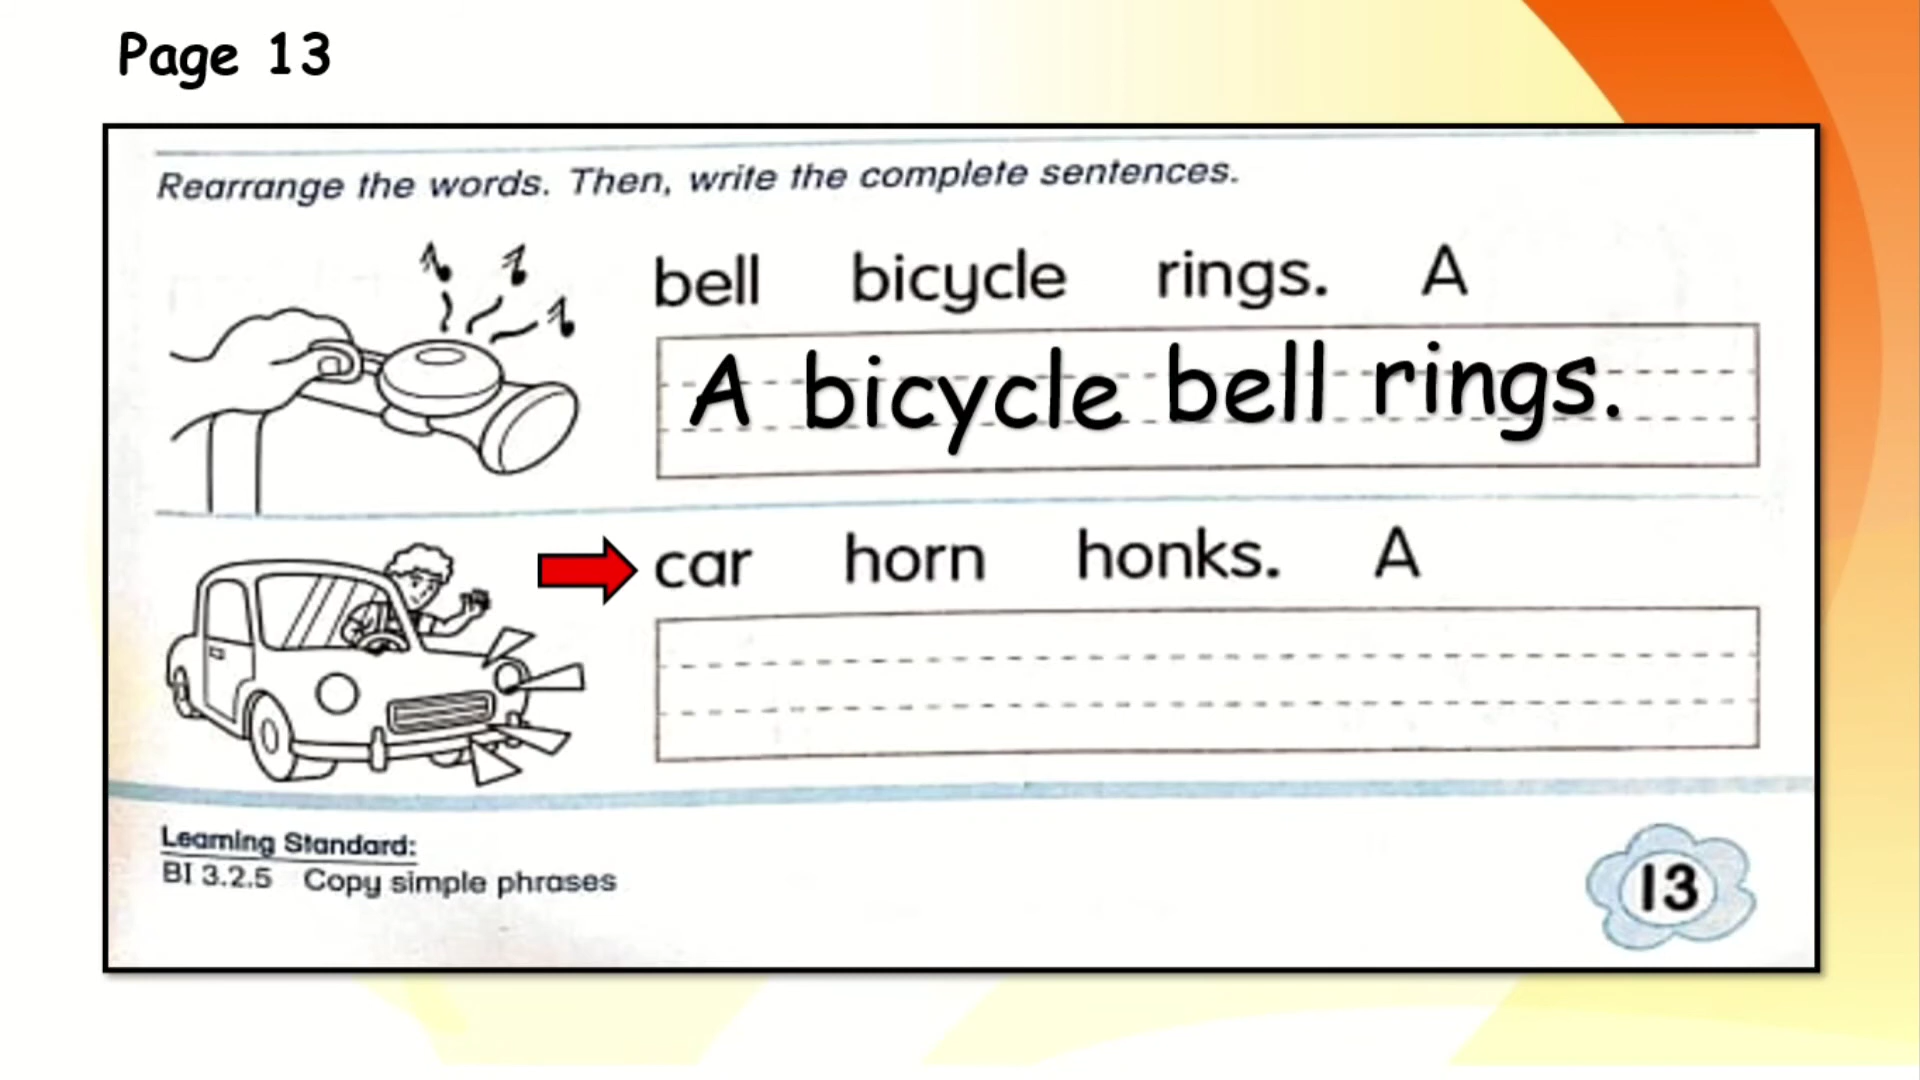 Page 13
Rearrange the words. Then, write the complete sentences.
bell bicycle rings. A
A bicycle bell rings.
car horn honks. A
Learning Standard:
BI 3.2.5 Copy simple phrases
13